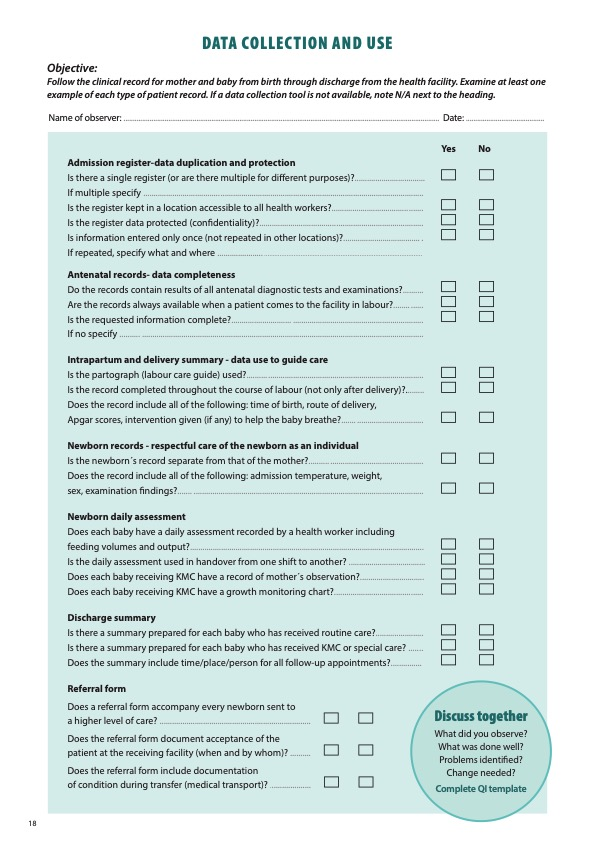 DATA COLLECTION AND USE
Objective:
Follow the clinical record for mother and baby from birth through discharge from the health facility. Examine at least one
example of each type of patient record. If a data collection tool is not available, note N/A next to the heading.
Name of observer: Date:
Yes No
Admission register-data duplication and protection
Is there a single register (or are there multiple for different purposes)?
If multiple specify
Is the register kept in a location accessible to all health workers?
Is the register data protected (confidentiality)?
Is information entered only once (not repeated in other locations)?
If repeated, specify what and where
Antenatal records- data completeness
Do the records contain results of all antenatal diagnostic tests and examinations?
Are the records always available when a patient comes to the facility in labour?
Is the requested information complete?
If no specify
Intrapartum and delivery summary - data use to guide care
Is the partograph (labour care guide) used?
Is the record completed throughout the course of labour (not only after delivery)?
Does the record include all of the following: time of birth, route of delivery,
Apgar scores, intervention given (if any) to help the baby breathe?
Newborn records - respectful care of the newborn as an individual
Is the newborn´s record separate from that of the mother?
Does the record include all of the following: admission temperature, weight,
sex, examination findings?
Newborn daily assessment
Does each baby have a daily assessment recorded by a health worker including
feeding volumes and output?
Is the daily assessment used in handover from one shift to another?
Does each baby receiving KMC have a record of mother´s observation?
Does each baby receiving KMC have a growth monitoring chart?
Discharge summary
Is there a summary prepared for each baby who has received routine care?
Is there a summary prepared for each baby who has received KMC or special care?
Does the summary include time/place/person for all follow-up appointments?
Referral form
Does a referral form accompany every newborn sent to
a higher level of care?
Does the referral form document acceptance of the
patient at the receiving facility (when and by whom)?
Does the referral form include documentation
of condition during transfer (medical transport)?
Discuss together
What did you observe?
What was done well?
Problems identified?
Change needed?
Complete QI template
18